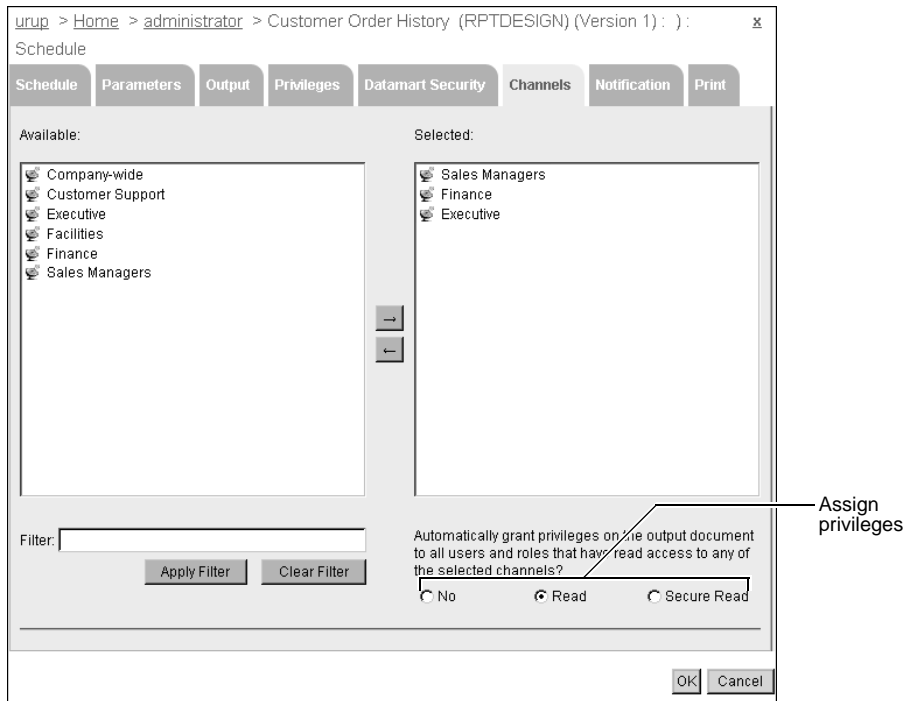 urup > Home > administrator > Customer Order History (RPTDESIGN) (Version 1) : ) : x
Schedule
Schedule Parameters Output Privileges Datamart Security Channels Notification Print
Available:
Company-wide
Customer Support
Executive
Facilities
Finance
Sales Managers
→
←
Selected:
Sales Managers
Finance
Executive
Filter:
Apply Filter Clear Filter
Automatically grant privileges on the output document
to all users and roles that have read access to any of
the selected channels?
No Read Secure Read
Assign
privileges
OK Cancel